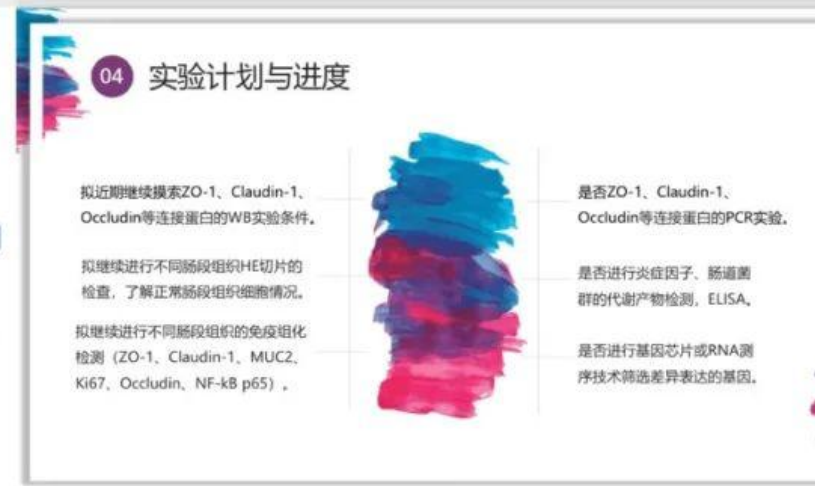 04 实验计划与进度
拟近期继续摸索ZO-1、Claudin-1、
Occludin等连接蛋白的WB实验条件。
拟继续进行不同肠段组织HE切片的
检查，了解正常肠段组织细胞情况。
拟继续进行不同肠段组织的免疫组化
检测（ZO-1、Claudin-1、MUC2、
Ki67、Occludin、NF-kB p65）。
是否ZO-1、Claudin-1、
Occludin等连接蛋白的PCR实验。
是否进行炎症因子、肠道菌
群的代谢产物检测，ELISA。
是否进行基因芯片或RNA测
序技术筛选差异表达的基因。